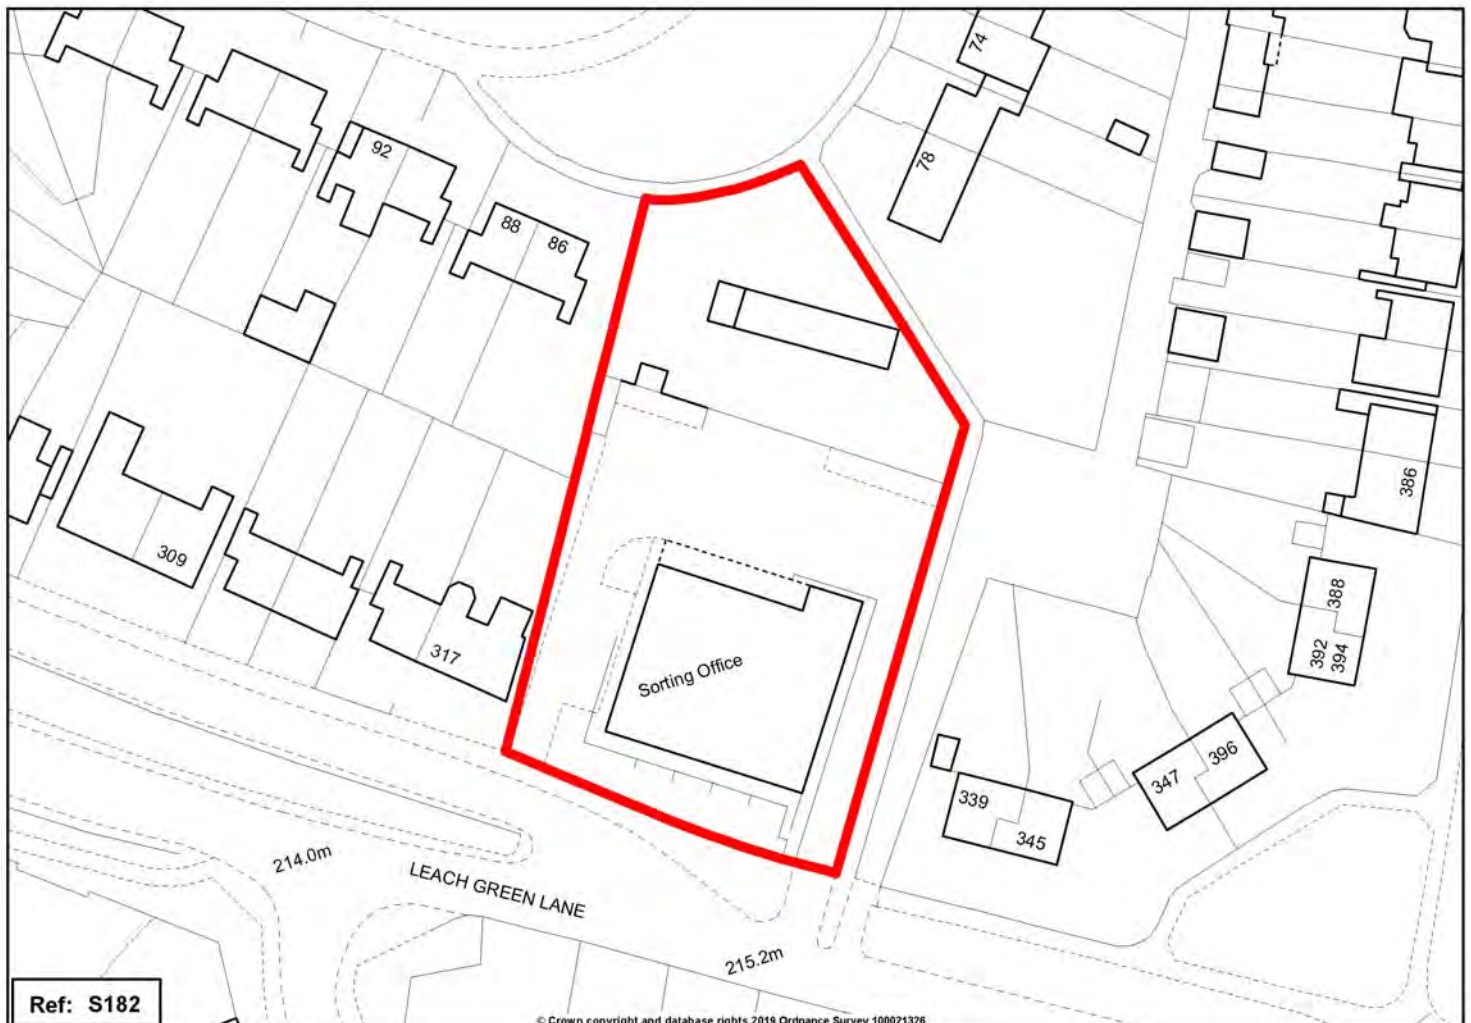 74
92
78
88
86
386
309
388
317
392
394
Sorting Office
396
347
339
345
214.0m
LEACH GREEN LANE
215.2m
Ref: S182
© Crown copyright and database rights 2019 Ordnance Survey 100021326